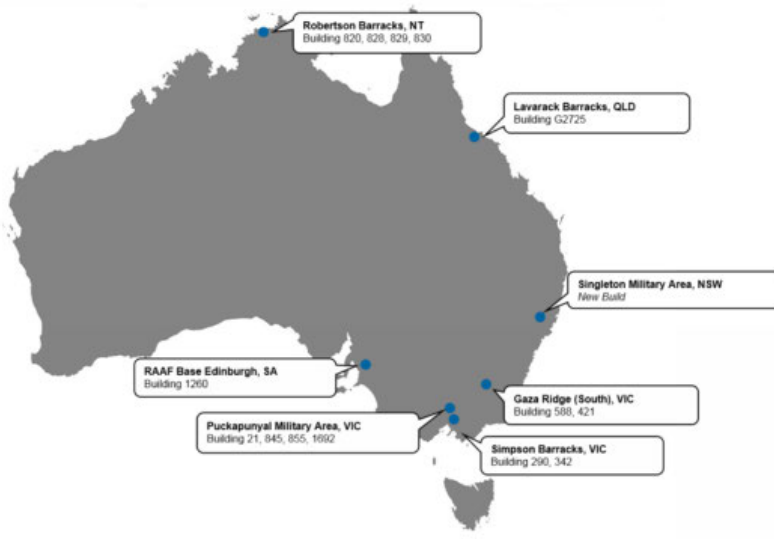 Robertson Barracks, NT
Building 820, 828, 829, 830
Lavarack Barracks, QLD
Building G2725
Singleton Military Area, NSW
New Build
RAAF Base Edinburgh, SA
Building 1260
Gaza Ridge (South), VIC
Building 588, 421
Puckapunyal Military Area, VIC
Building 21, 845, 855, 1692
Simpson Barracks, VIC
Building 290, 342